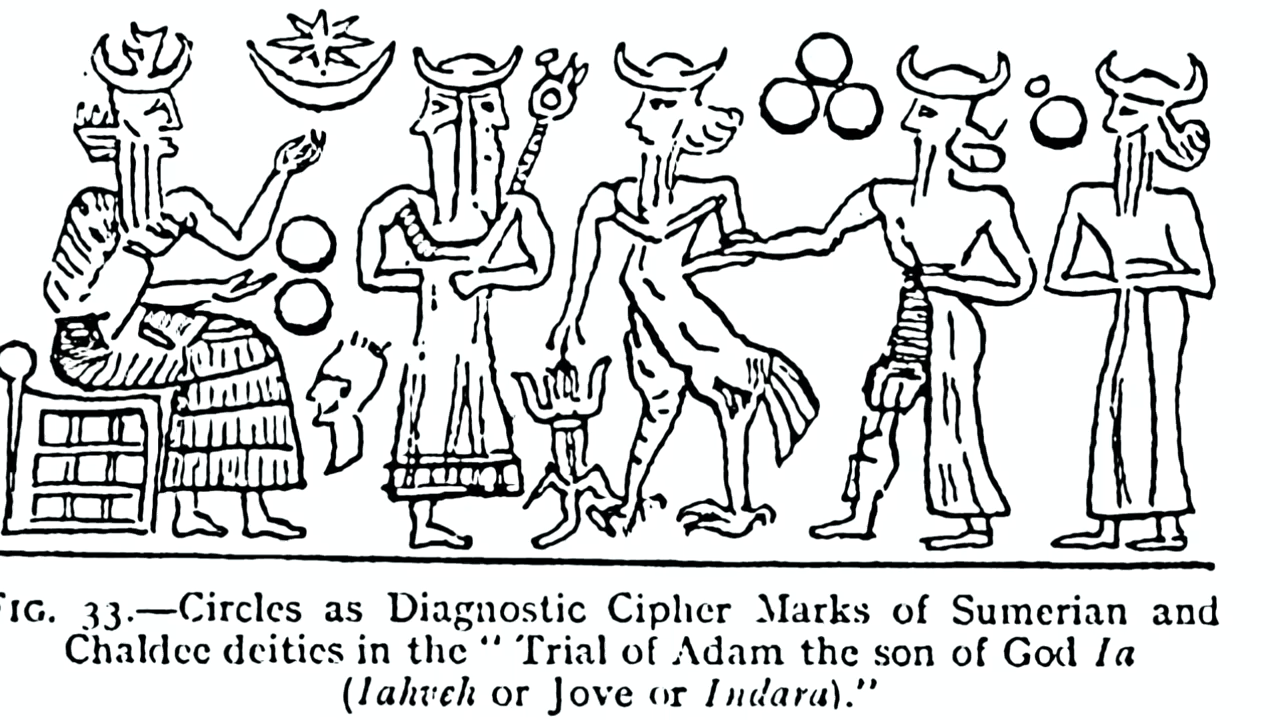 FIG. 33.—Circles as Diagnostic Cipher Marks of Sumerian and
Chaldee deities in the “ Trial of Adam the son of God Ia
(Iahveh or Jove or Indara).”